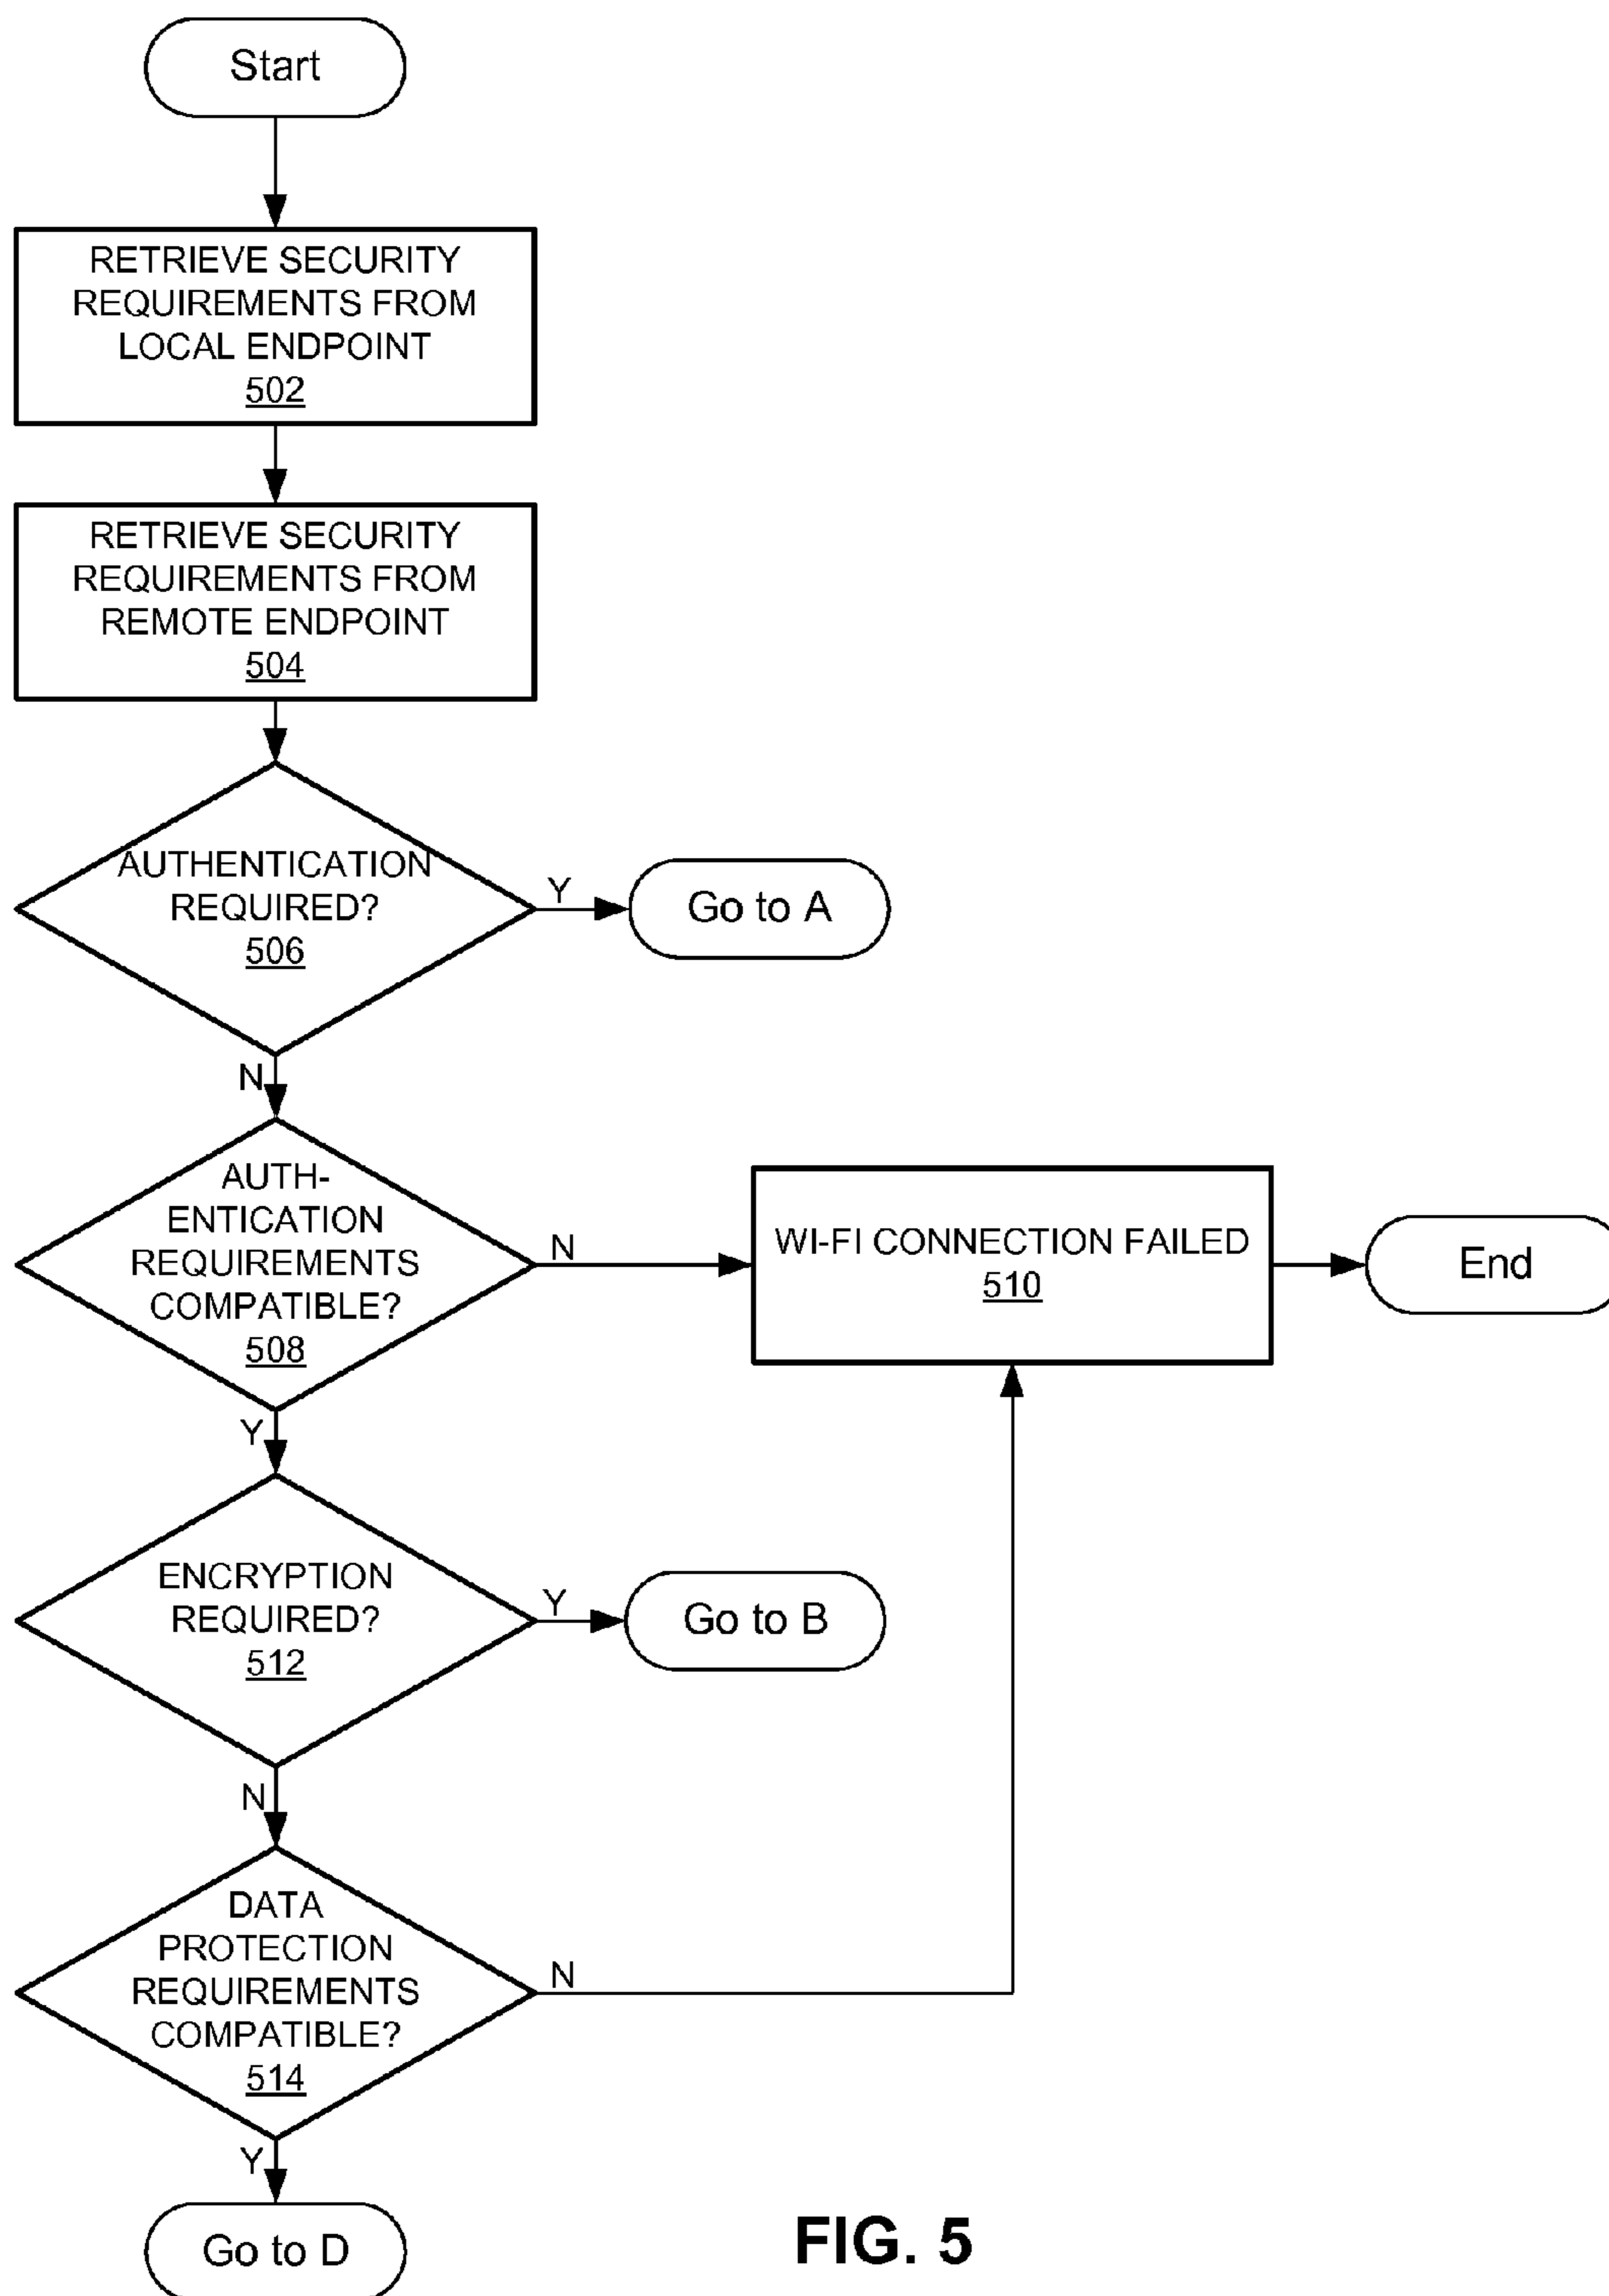 Start
RETRIEVE SECURITY
REQUIREMENTS FROM
LOCAL ENDPOINT
502
RETRIEVE SECURITY
REQUIREMENTS FROM
REMOTE ENDPOINT
504
AUTHENTICATION
REQUIRED?
506
Y
Go to A
N
AUTH-
ENTICATION
REQUIREMENTS
COMPATIBLE?
508
N
WI-FI CONNECTION FAILED
510
End
Y
ENCRYPTION
REQUIRED?
512
Y
Go to B
N
DATA
PROTECTION
REQUIREMENTS
COMPATIBLE?
514
N
Y
Go to D
FIG. 5